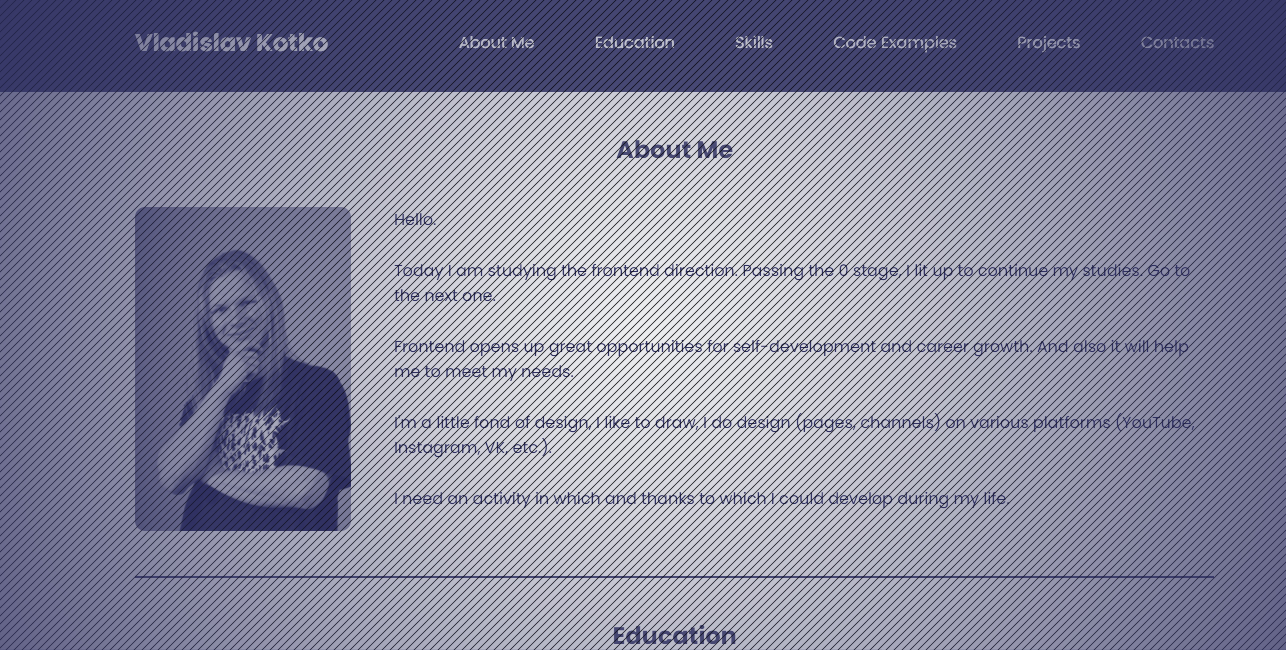 Vladislav Kotko
About Me
Education
Skills
Code Examples
Projects
Contacts
About Me
Hello.
Today I am studying the frontend direction. Passing the 0 stage, I lit up to continue my studies. Go to
the next one.
Frontend opens up great opportunities for self-development and career growth. And also it will help
me to meet my needs.
I'm a little fond of design, I like to draw, I do design (pages, channels) on various platforms (YouTube,
Instagram, VK, etc.).
I need an activity in which and thanks to which I could develop during my life.
Education